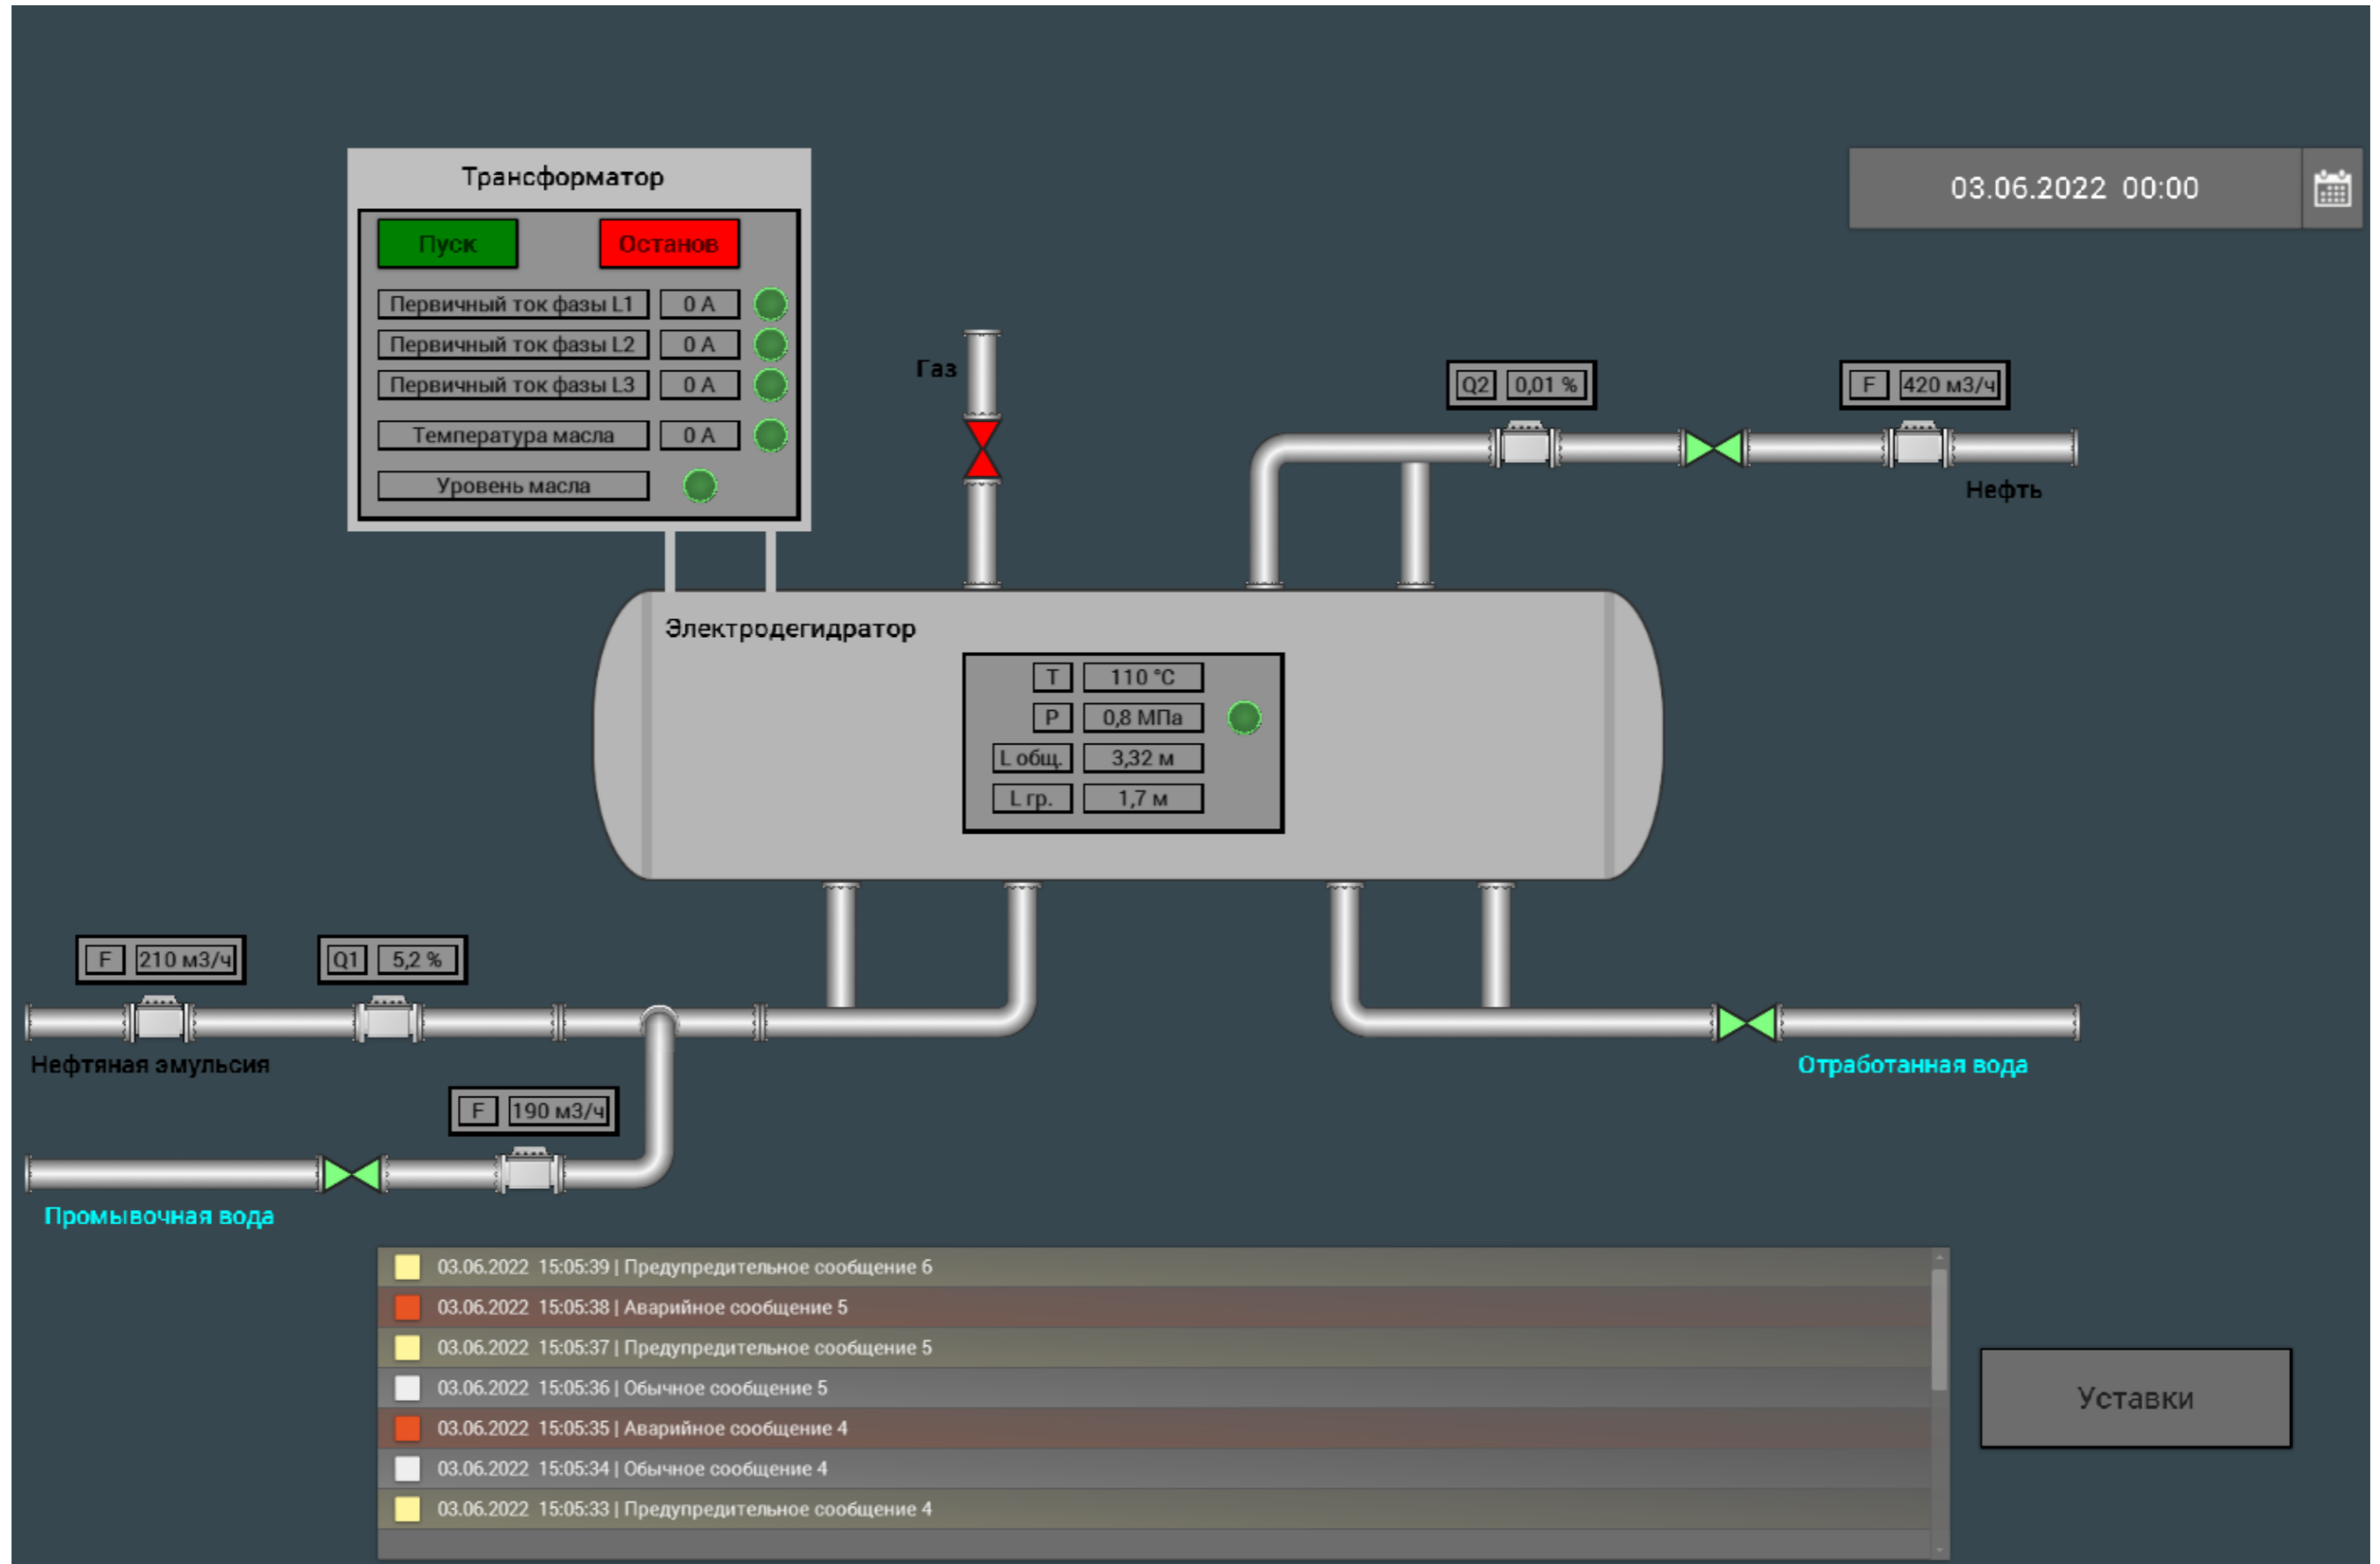 Трансформатор
Пуск Останов
Первичный ток фазы L1 0 А
Первичный ток фазы L2 0 А
Первичный ток фазы L3 0 А
Температура масла 0 А
Уровень масла
03.06.2022 00:00
Газ
Q2 0,01 %
F 420 м3/ч
Нефть
Электродегидратор
T 110 °C
P 0,8 МПа
L общ. 3,32 м
L гр. 1,7 м
F 210 м3/ч
Q1 5,2 %
Нефтяная эмульсия
F 190 м3/ч
Промывочная вода
Отработанная вода
03.06.2022 15:05:39 | Предупредительное сообщение 6
03.06.2022 15:05:38 | Аварийное сообщение 5
03.06.2022 15:05:37 | Предупредительное сообщение 5
03.06.2022 15:05:36 | Обычное сообщение 5
03.06.2022 15:05:35 | Аварийное сообщение 4
03.06.2022 15:05:34 | Обычное сообщение 4
03.06.2022 15:05:33 | Предупредительное сообщение 4
Уставки